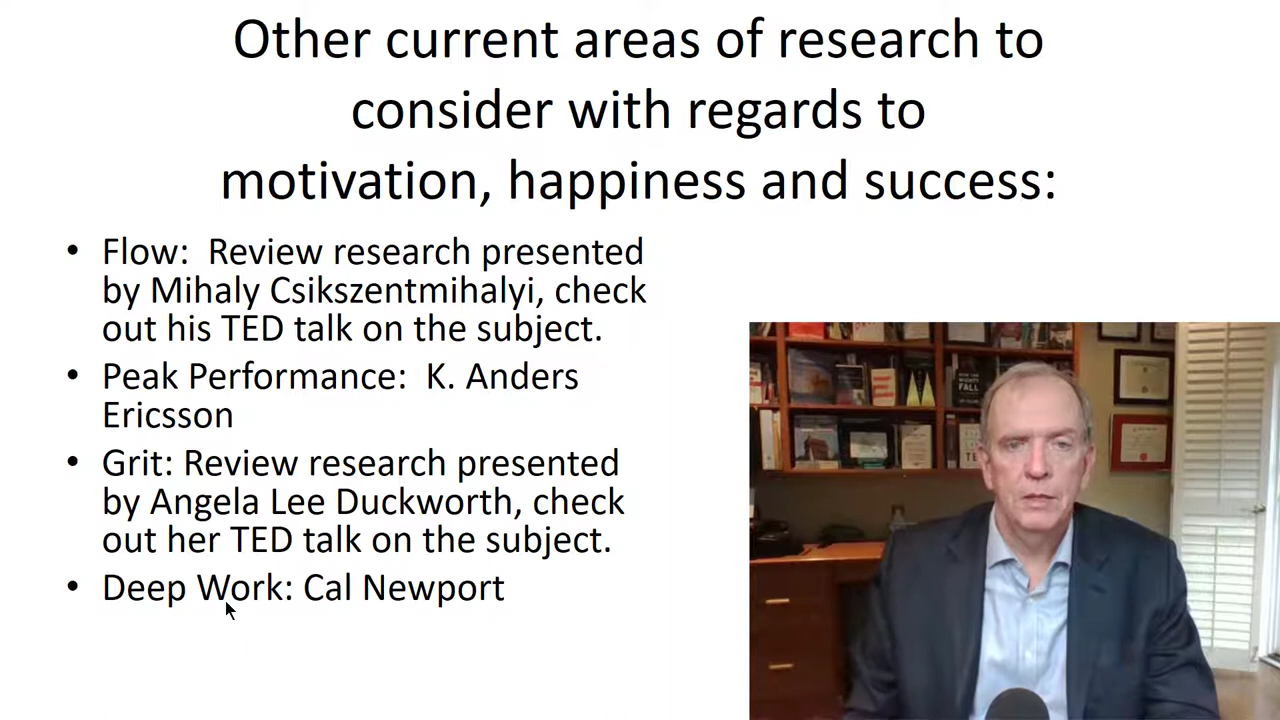 Other current areas of research to
consider with regards to
motivation, happiness and success:
• Flow:  Review research presented
by Mihaly Csikszentmihalyi, check
out his TED talk on the subject.
• Peak Performance:  K. Anders
Ericsson
• Grit: Review research presented
by Angela Lee Duckworth, check
out her TED talk on the subject.
• Deep Work: Cal Newport
FALL